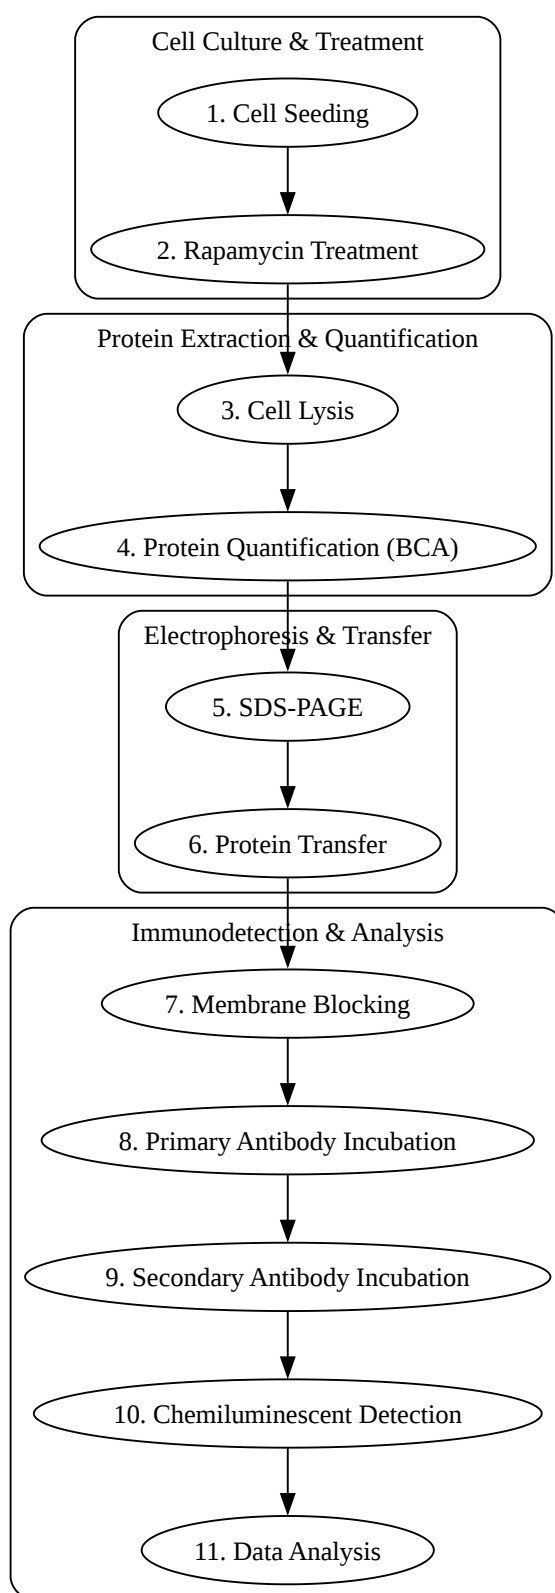 Cell Culture & Treatment
1. Cell Seeding
2. Rapamycin Treatment
Protein Extraction & Quantification
3. Cell Lysis
4. Protein Quantification (BCA)
Electrophoresis & Transfer
5. SDS-PAGE
6. Protein Transfer
Immunodetection & Analysis
7. Membrane Blocking
8. Primary Antibody Incubation
9. Secondary Antibody Incubation
10. Chemiluminescent Detection
11. Data Analysis